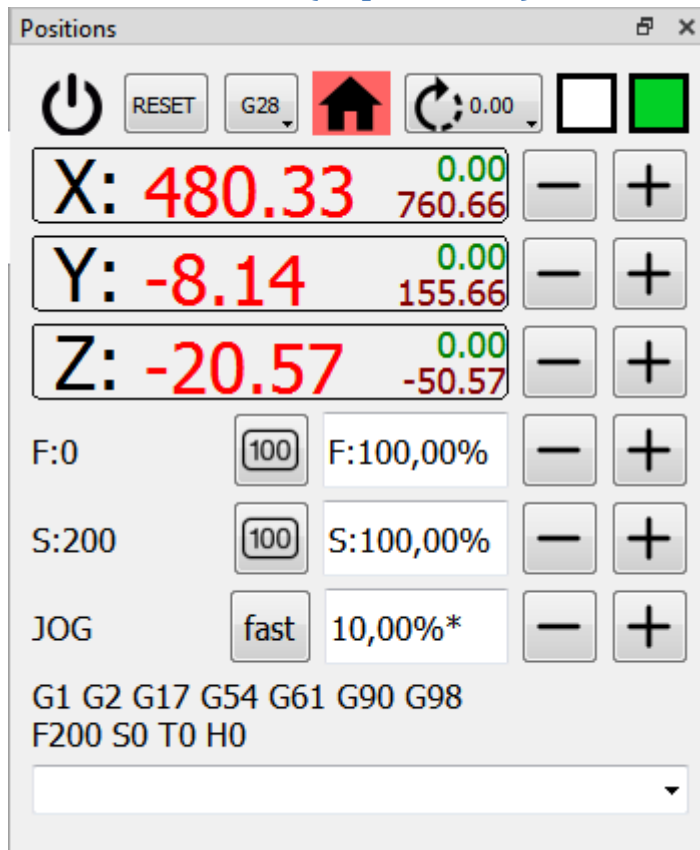 Positions
RESET G28 0.00
X: 480.33 0.00
760.66
Y: -8.14 0.00
155.66
Z: -20.57 0.00
-50.57
F:0 100 F:100,00%
S:200 100 S:100,00%
JOG fast 10,00%*
G1 G2 G17 G54 G61 G90 G98
F200 S0 T0 H0